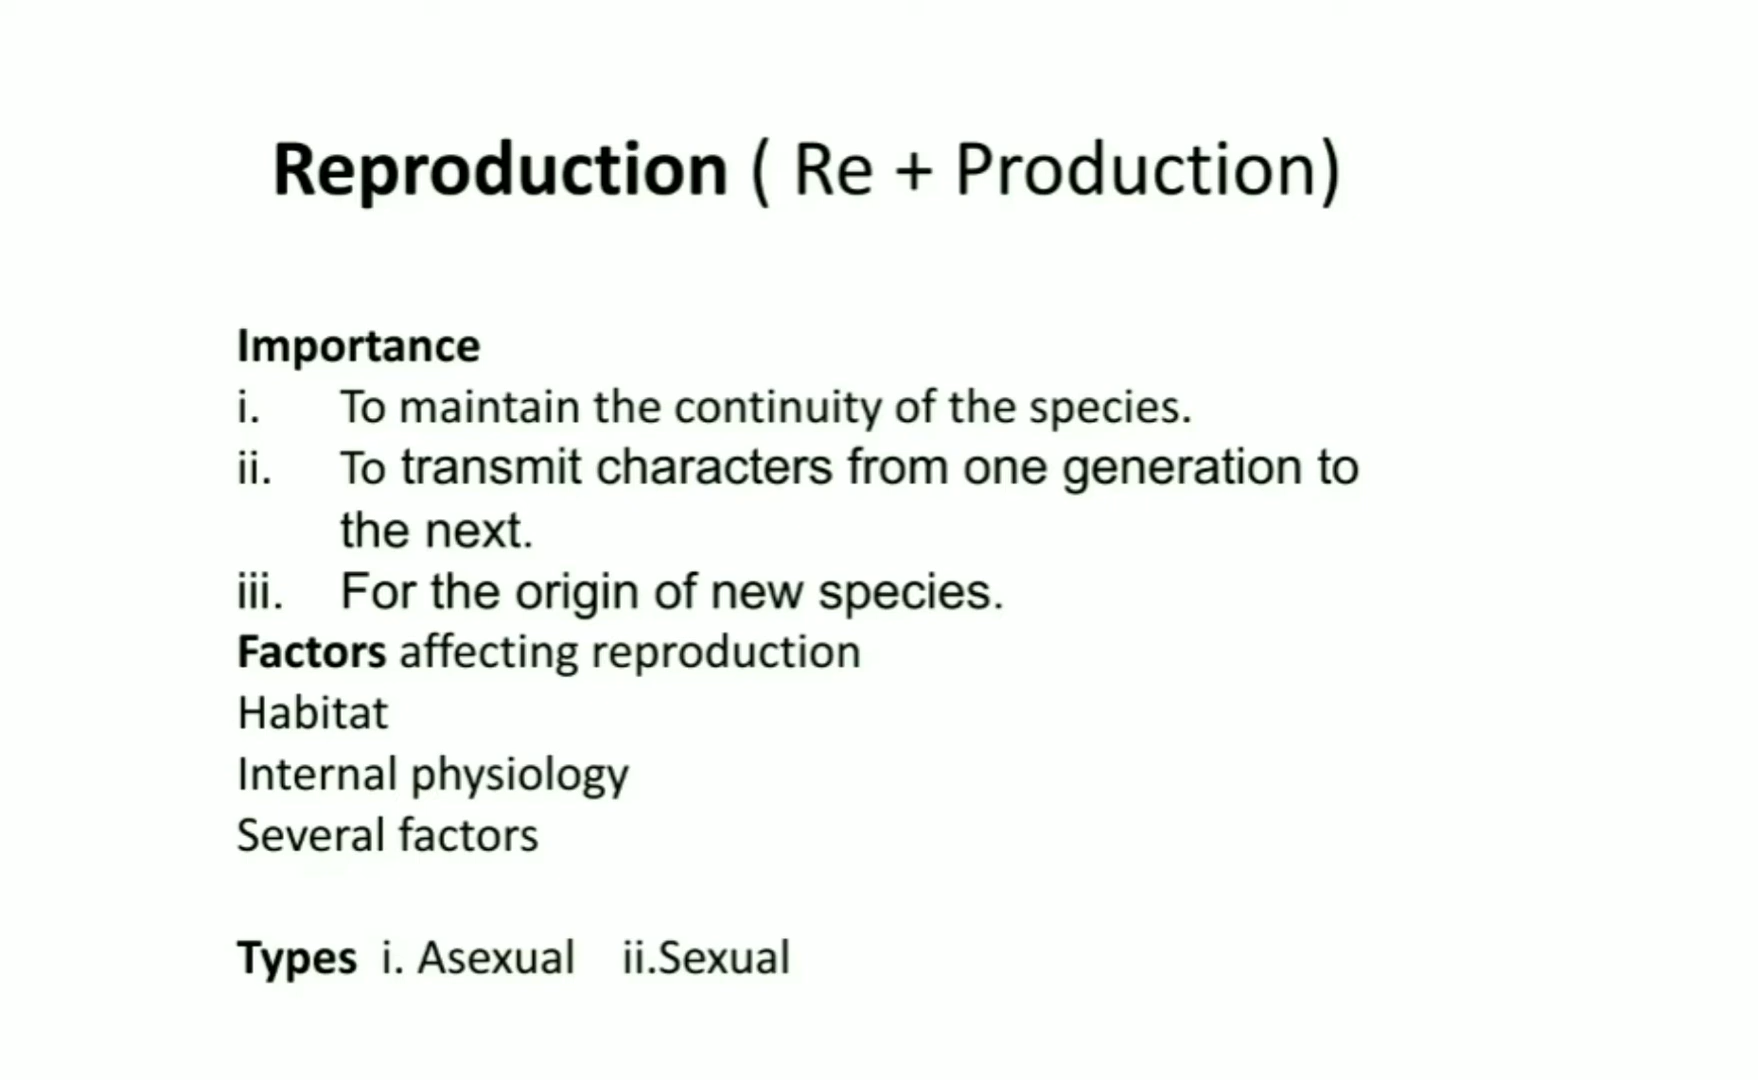 Reproduction ( Re + Production)
Importance
i. To maintain the continuity of the species.
ii. To transmit characters from one generation to
the next.
iii. For the origin of new species.
Factors affecting reproduction
Habitat
Internal physiology
Several factors
Types i. Asexual ii.Sexual